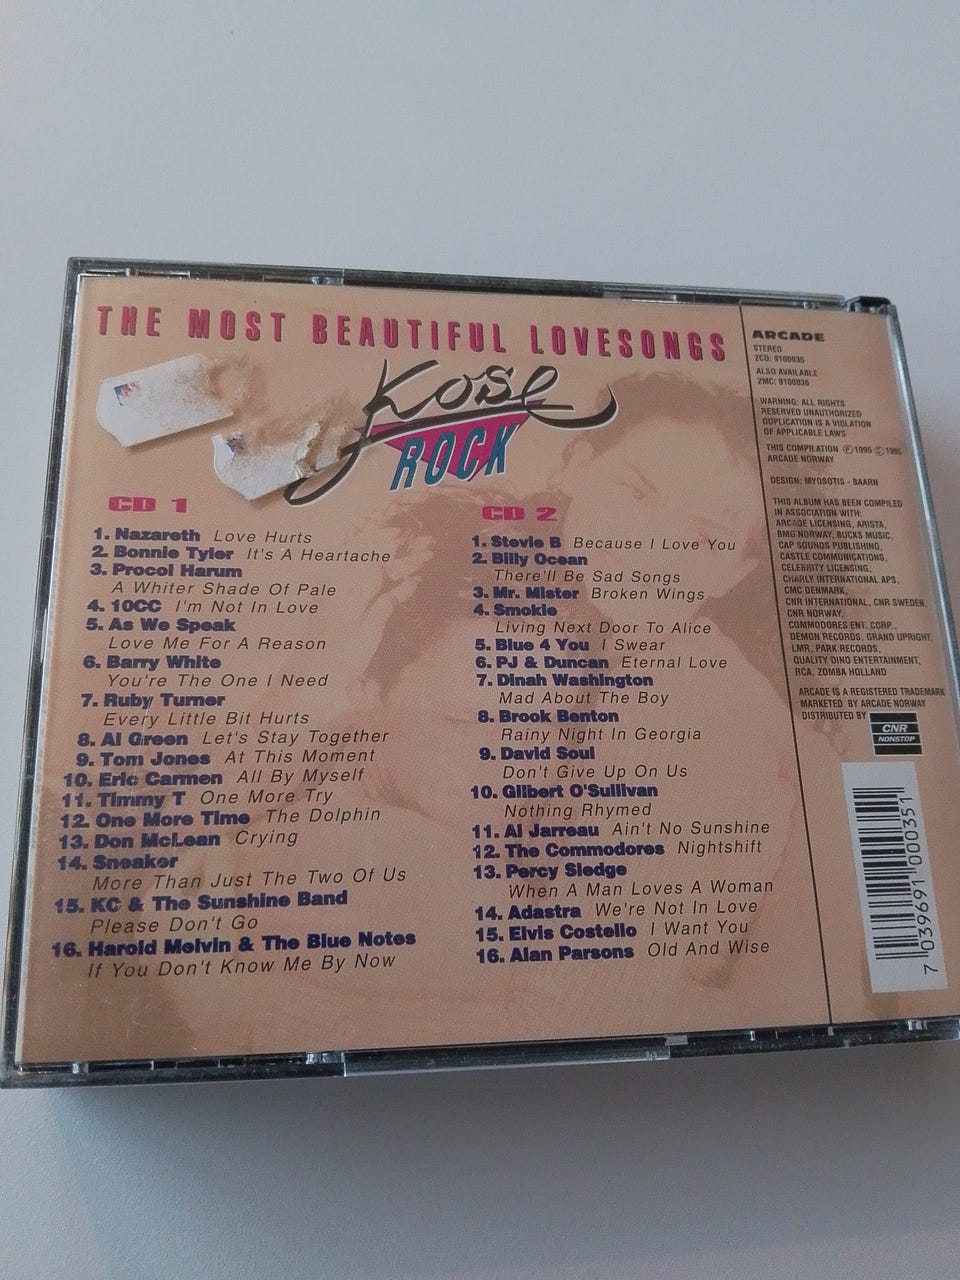 THE MOST BEAUTIFUL LOVESONGS
Kose
ROCK
CD 1
1. Nazareth Love Hurts
2. Bonnie Tyler It's A Heartache
3. Procol Harum
A Whiter Shade Of Pale
4. 10CC I'm Not In Love
5. As We Speak
Love Me For A Reason
6. Barry White
You're The One I Need
7. Ruby Turner
Every Little Bit Hurts
8. Al Green Let's Stay Together
9. Tom Jones At This Moment
10. Eric Carmen All By Myself
11. Timmy T One More Try
12. One More Time The Dolphin
13. Don McLean Crying
14. Sneaker
More Than Just The Two Of Us
15. KC & The Sunshine Band
Please Don't Go
16. Harold Melvin & The Blue Notes
If You Don't Know Me By Now
CD 2
1. Stevie B Because I Love You
2. Billy Ocean
There'll Be Sad Songs
3. Mr. Mister Broken Wings
4. Smokie
Living Next Door To Alice
5. Blue 4 You I Swear
6. PJ & Duncan Eternal Love
7. Dinah Washington
Mad About The Boy
8. Brook Benton
Rainy Night In Georgia
9. David Soul
Don't Give Up On Us
10. Gilbert O'Sullivan
Nothing Rhymed
11. Al Jarreau Ain't No Sunshine
12. The Commodores Nightshift
13. Percy Sledge
When A Man Loves A Woman
14. Adastra We're Not In Love
15. Elvis Costello I Want You
16. Alan Parsons Old And Wise
ARCADE
STEREO
2CD: 9100035
ALSO AVAILABLE
2MC: 9100036
WARNING: ALL RIGHTS
RESERVED UNAUTHORIZED
DUPLICATION IS A VIOLATION
OF APPLICABLE LAWS
THIS COMPILATION Ⓟ 1995 © 1995
ARCADE NORWAY
DESIGN: MYOSOTIS - BAARN
THIS ALBUM HAS BEEN COMPILED
IN ASSOCIATION WITH:
ARCADE LICENSING, ARISTA,
BMG NORWAY, BUCKS MUSIC,
CAP SOUNDS PUBLISHING,
CASTLE COMMUNICATIONS,
CELEBRITY LICENSING,
CHARLY INTERNATIONAL APS,
CMC DENMARK,
CNR INTERNATIONAL, CNR SWEDEN,
CNR NORWAY,
COMMODORES ENT. CORP.,
DEMON RECORDS, GRAND UPRIGHT,
LMR, PARK RECORDS,
QUALITY DINO ENTERTAINMENT,
RCA, ZOMBA HOLLAND
ARCADE IS A REGISTERED TRADEMARK
MARKETED BY ARCADE NORWAY
DISTRIBUTED BY
CNR
NONSTOP
7 039691 000351